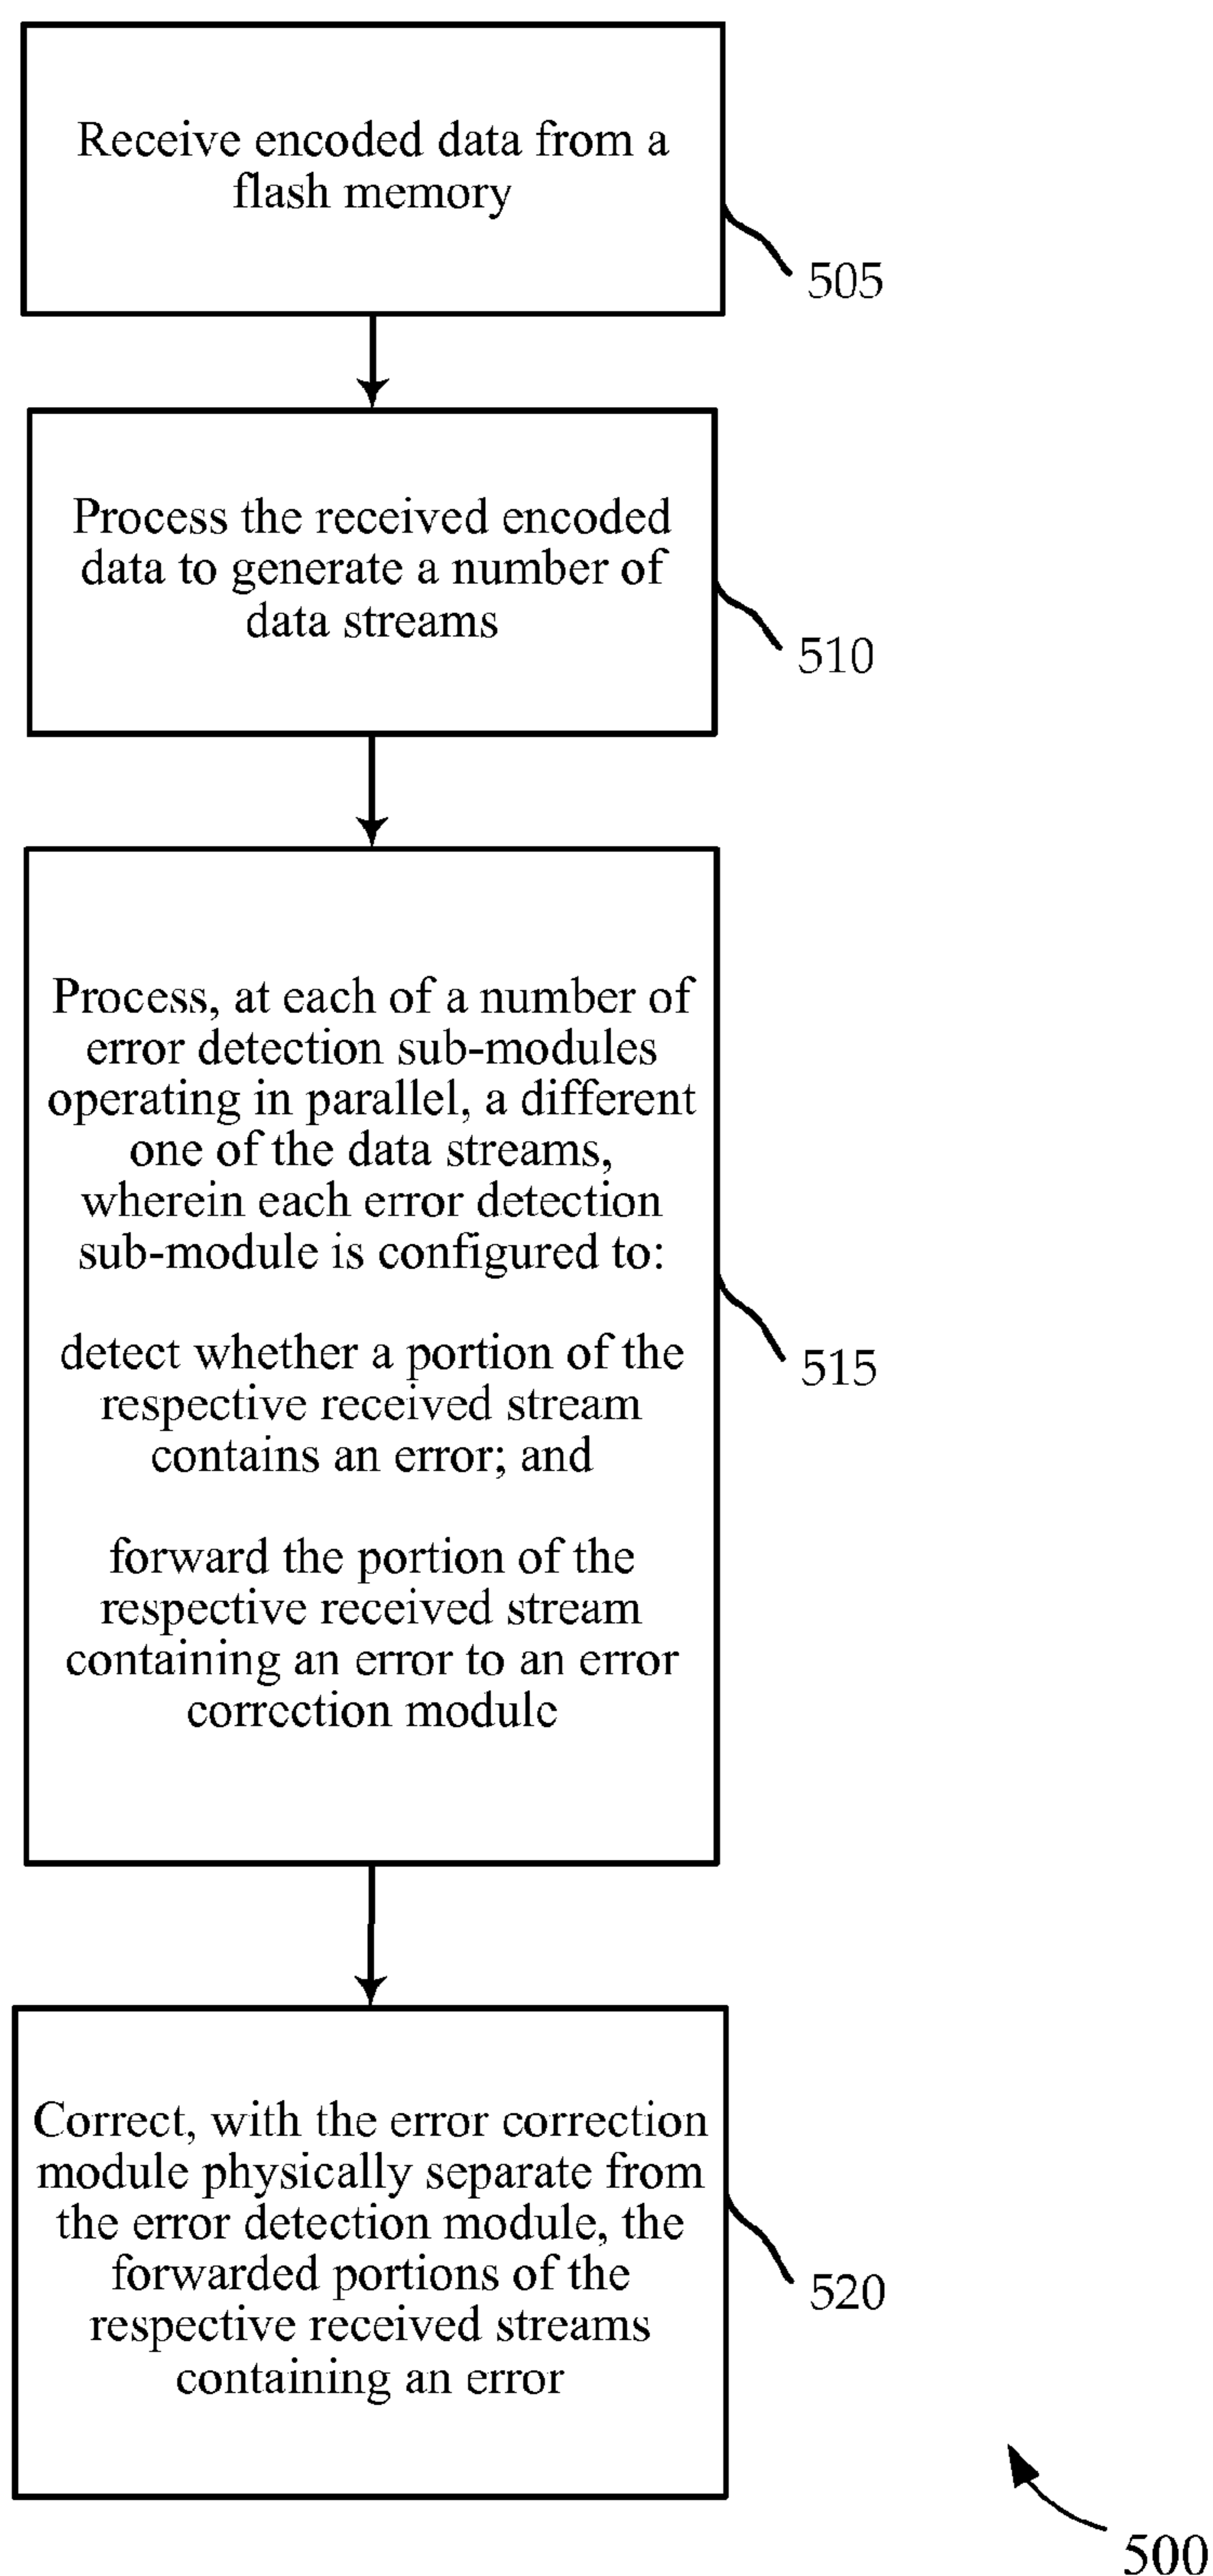 Receive encoded data from a
flash memory
505
Process the received encoded
data to generate a number of
data streams
510
Process, at each of a number of
error detection sub-modules
operating in parallel, a different
one of the data streams,
wherein each error detection
sub-module is configured to:
detect whether a portion of the
respective received stream
contains an error; and
515
forward the portion of the
respective received stream
containing an error to an error
correction module
Correct, with the error correction
module physically separate from
the error detection module, the
forwarded portions of the
respective received streams
containing an error
520
500